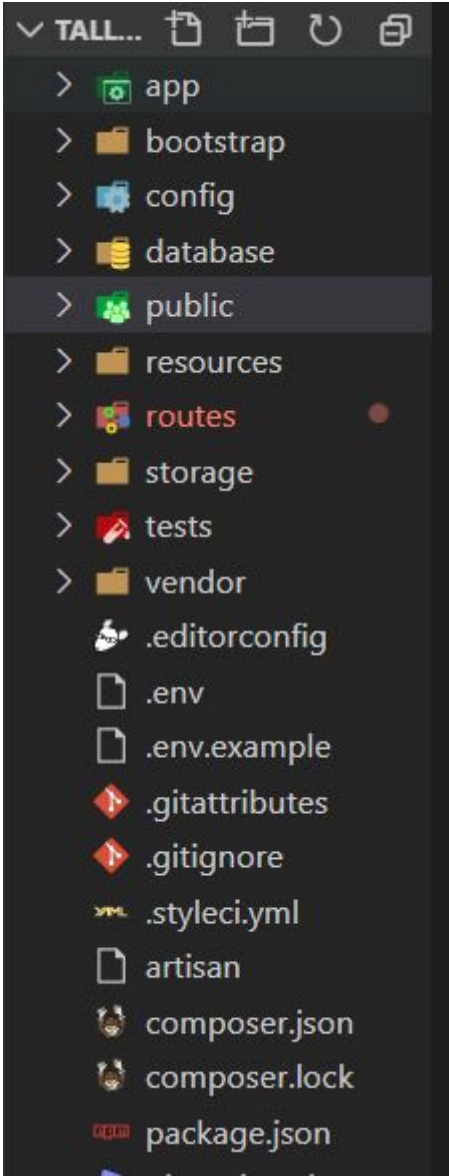 TALL...
app
bootstrap
config
database
public
resources
routes
storage
tests
vendor
.editorconfig
.env
.env.example
.gitattributes
.gitignore
.styleci.yml
artisan
composer.json
composer.lock
package.json